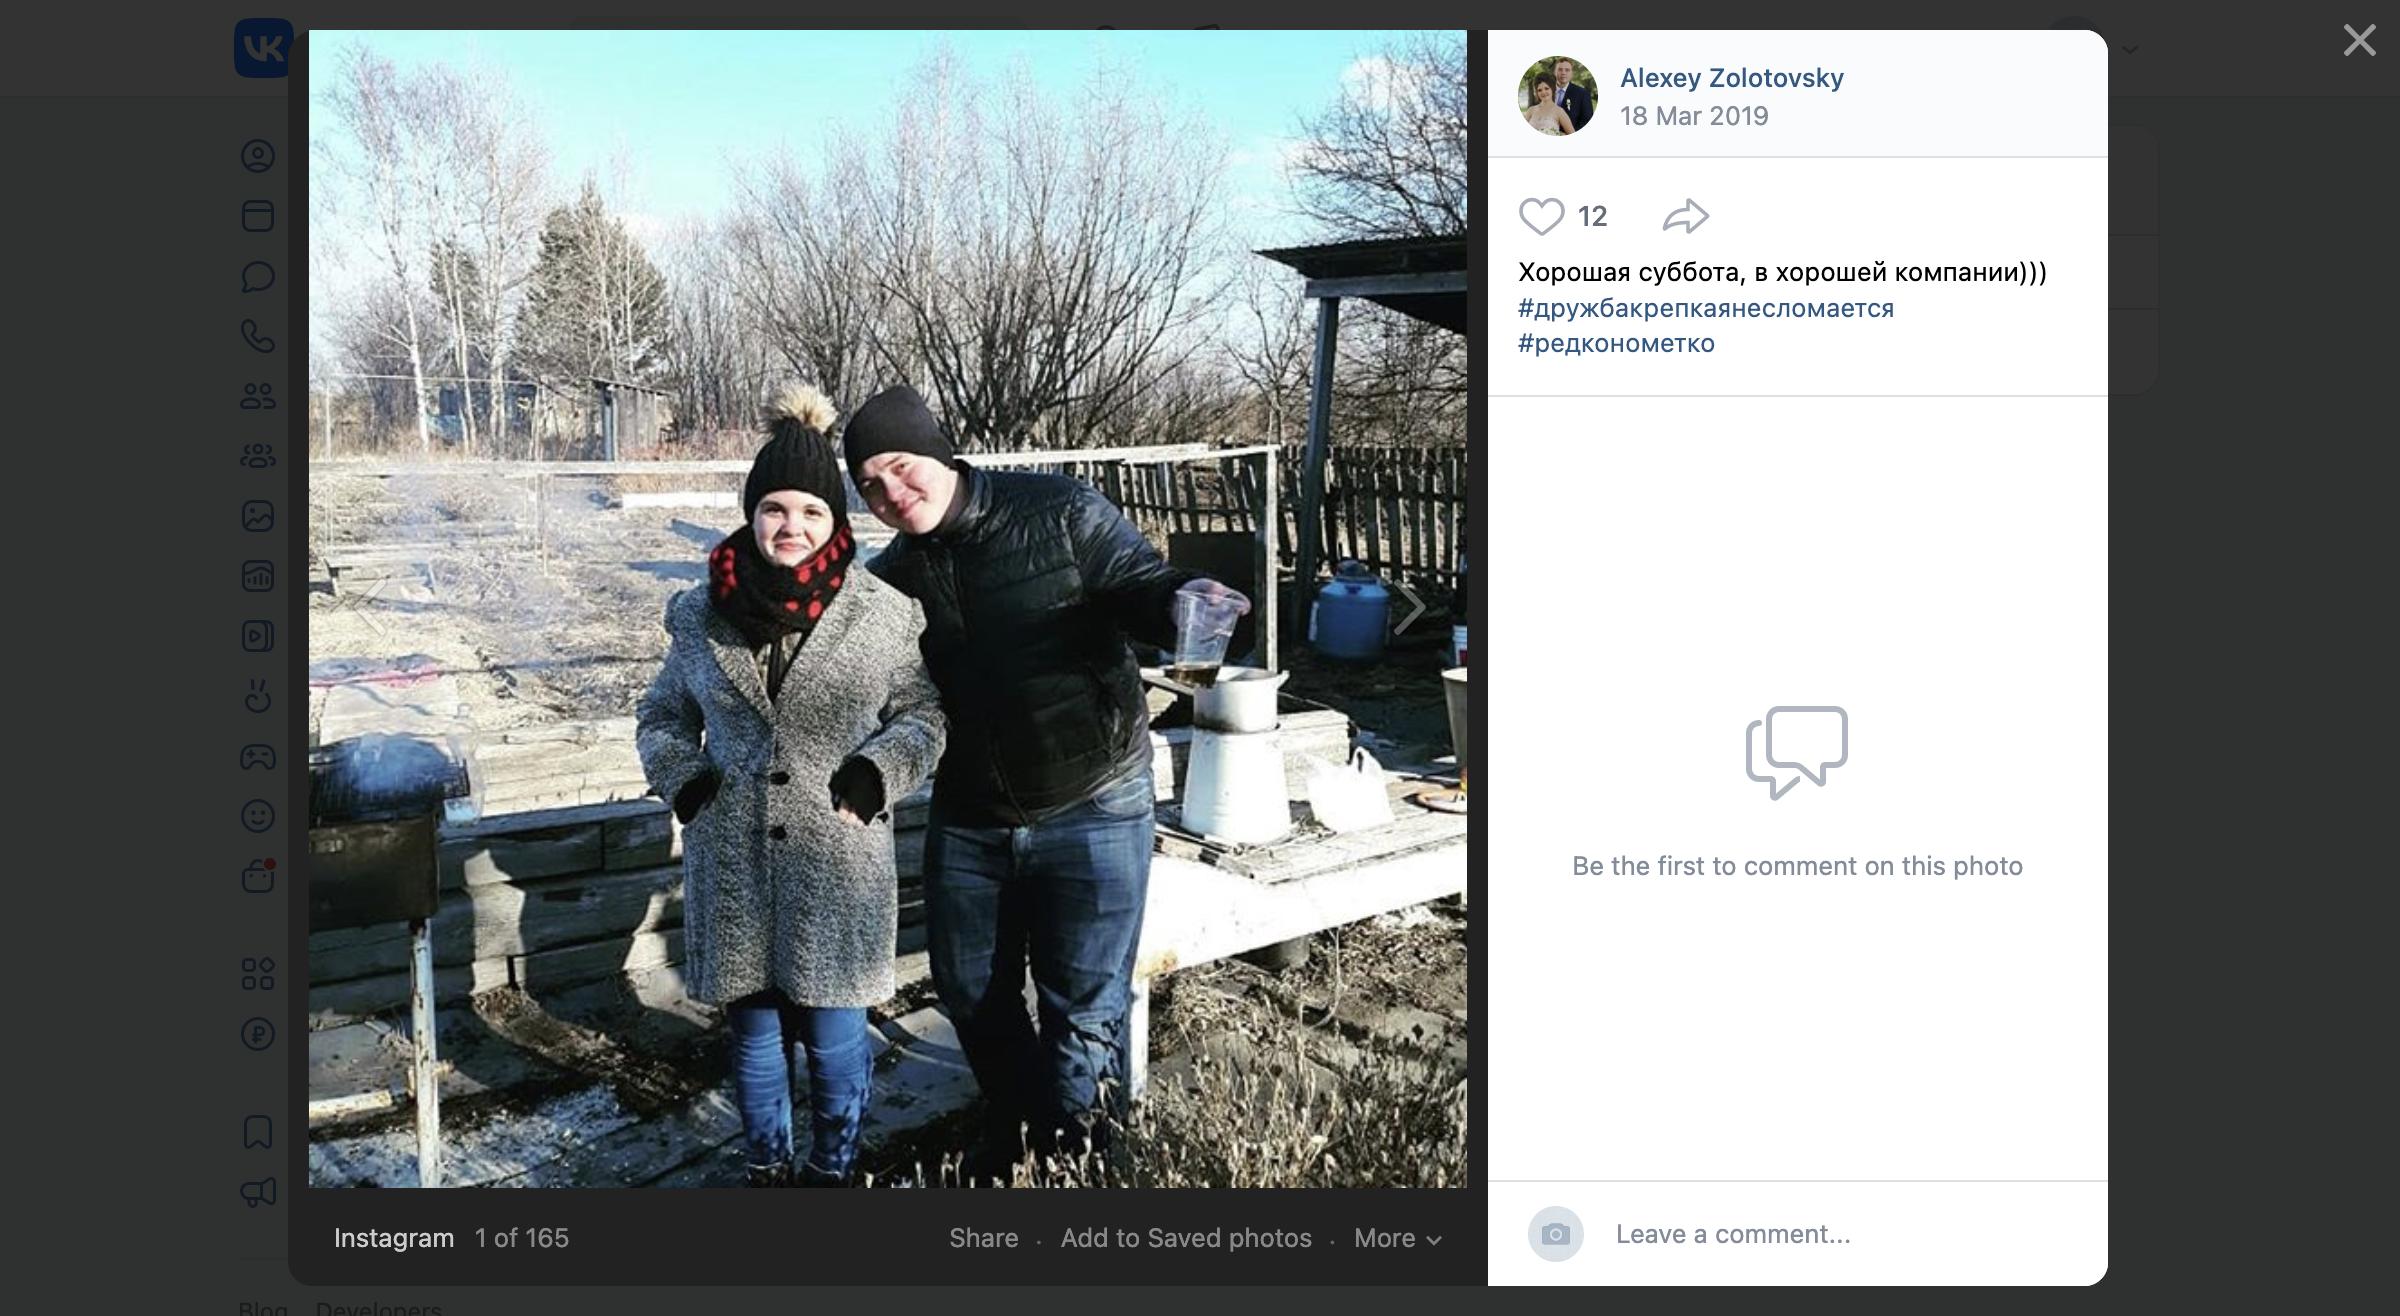 VK
Alexey Zolotovsky
18 Mar 2019
12
Хорошая суббота, в хорошей компании)))
#дружбакрепкаянесломается
#редконометко
Be the first to comment on this photo
Leave a comment...
Instagram 1 of 165
Share · Add to Saved photos · More
Blog Developers